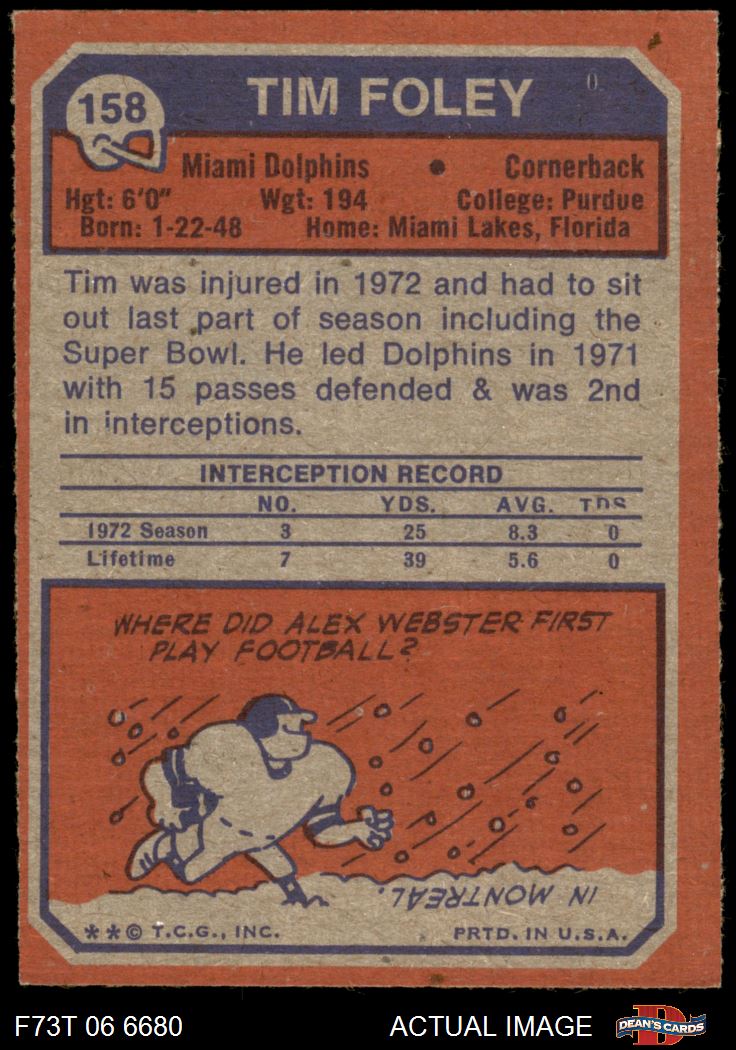 158
TIM FOLEY
Miami Dolphins • Cornerback
Hgt: 6'0" Wgt: 194 College: Purdue
Born: 1-22-48 Home: Miami Lakes, Florida
Tim was injured in 1972 and had to sit
out last part of season including the
Super Bowl. He led Dolphins in 1971
with 15 passes defended & was 2nd
in interceptions.
INTERCEPTION RECORD
NO. YDS. AVG. TDS
1972 Season 3 25 8.3 0
Lifetime 7 39 5.6 0
WHERE DID ALEX WEBSTER FIRST
PLAY FOOTBALL?
IN MONTREAL.
**© T.C.G., INC. PRTD. IN U.S.A.
F73T 06 6680 ACTUAL IMAGE
D
DEAN'S CARDS